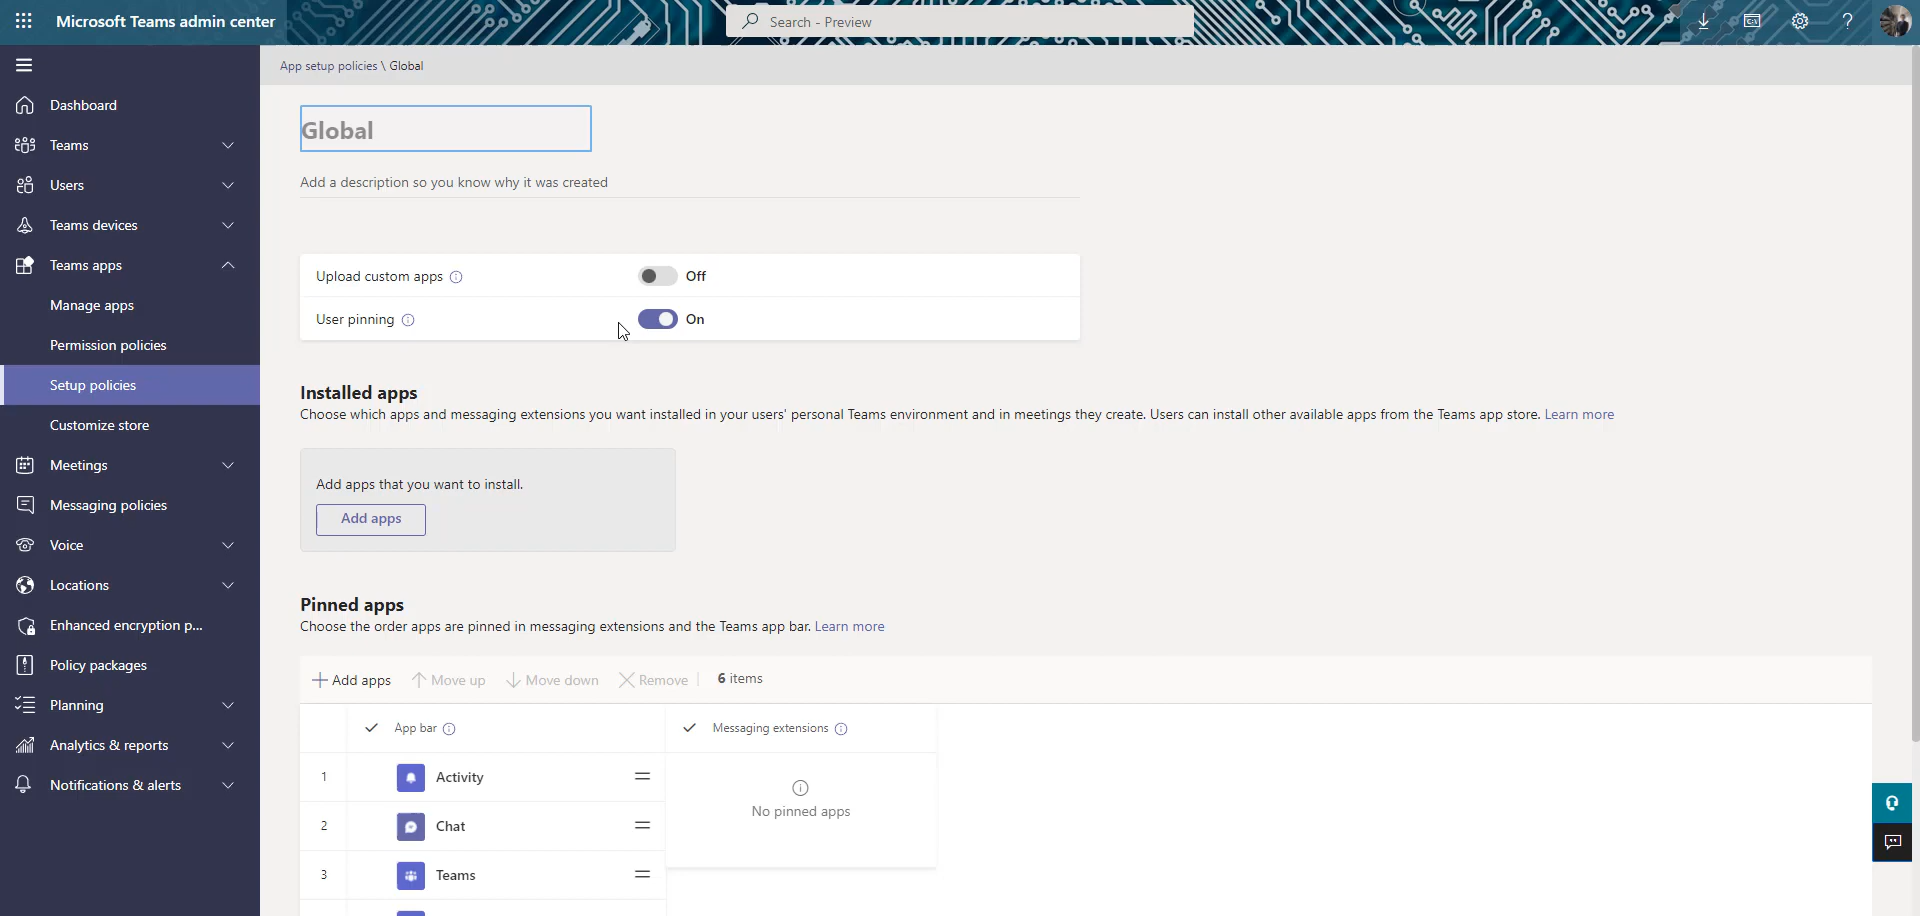 Microsoft Teams admin center
Search - Preview
?
App setup policies \ Global
Dashboard
Teams
Users
Teams devices
Teams apps
Manage apps
Permission policies
Setup policies
Customize store
Meetings
Messaging policies
Voice
Locations
Enhanced encryption p...
Policy packages
Planning
Analytics & reports
Notifications & alerts
Global
Add a description so you know why it was created
Upload custom apps Off
User pinning On
Installed apps
Choose which apps and messaging extensions you want installed in your users' personal Teams environment and in meetings they create. Users can install other available apps from the Teams app store. Learn more
Add apps that you want to install.
Add apps
Pinned apps
Choose the order apps are pinned in messaging extensions and the Teams app bar. Learn more
Add apps Move up Move down Remove 6 items
App bar Messaging extensions
1 Activity
No pinned apps
2 Chat
3 Teams